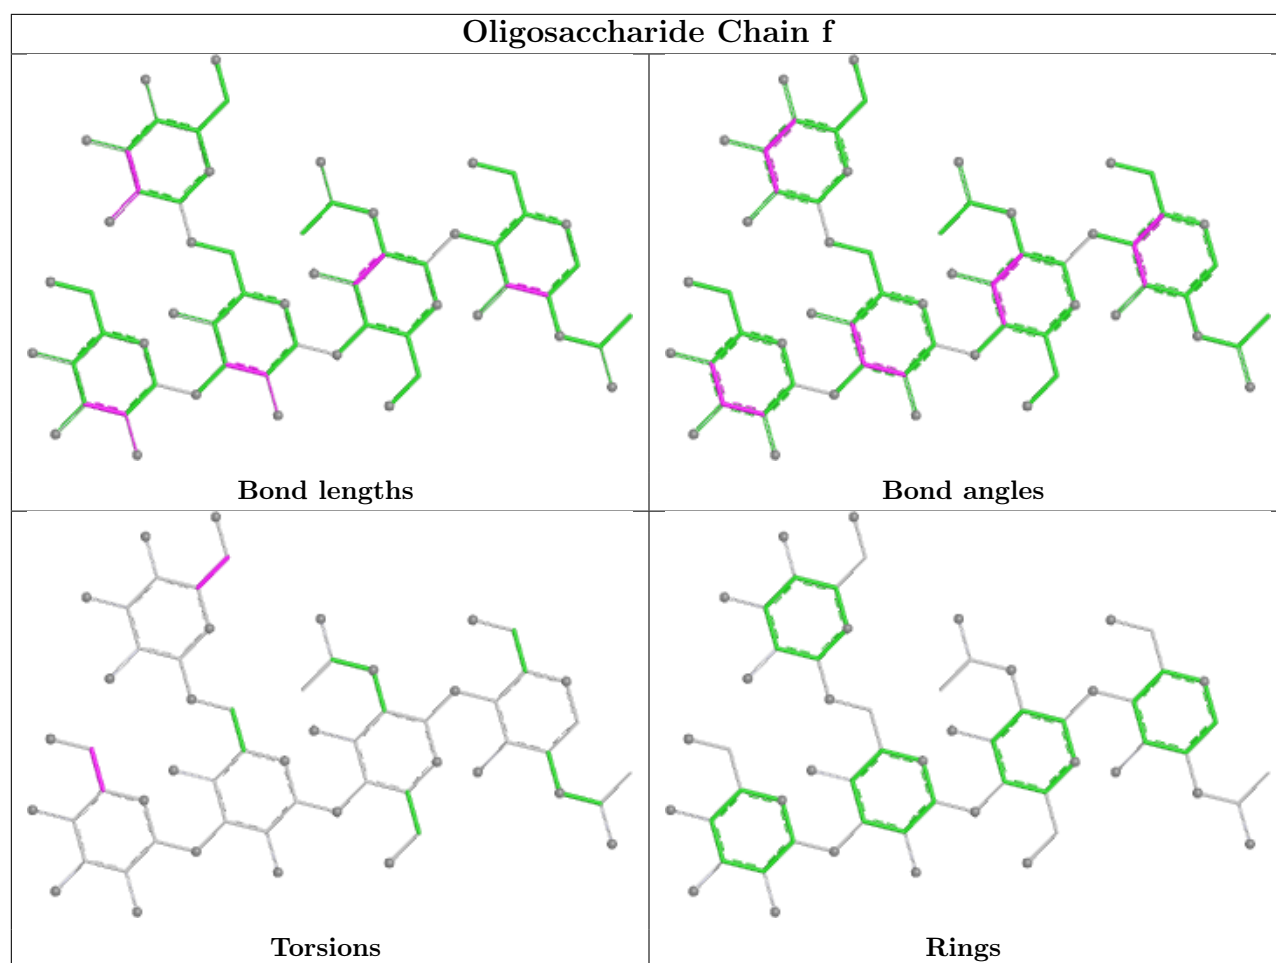 Oligosaccharide Chain f
Bond lengths
Bond angles
Torsions
Rings